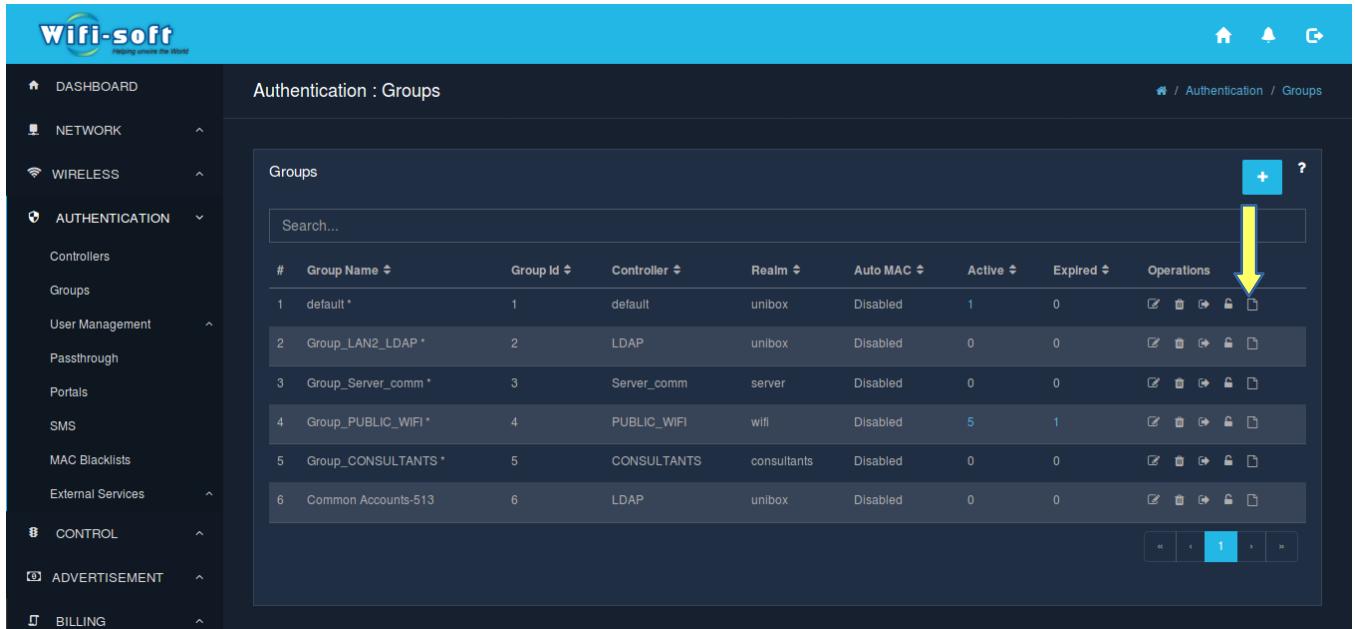 Wifi-soft
Helping unwire the World
DASHBOARD
Authentication : Groups
/ Authentication / Groups
NETWORK
WIRELESS
Groups
+ ?
AUTHENTICATION
Search...
Controllers
# Group Name Group Id Controller Realm Auto MAC Active Expired Operations
Groups
1 default * 1 default unibox Disabled 1 0
User Management
2 Group_LAN2_LDAP * 2 LDAP unibox Disabled 0 0
Passthrough
3 Group_Server_comm * 3 Server_comm server Disabled 0 0
Portals
4 Group_PUBLIC_WIFI * 4 PUBLIC_WIFI wifi Disabled 5 1
SMS
5 Group_CONSULTANTS * 5 CONSULTANTS consultants Disabled 0 0
MAC Blacklists
6 Common Accounts-513 6 LDAP unibox Disabled 0 0
External Services
CONTROL
« ‹ 1 › »
ADVERTISEMENT
BILLING